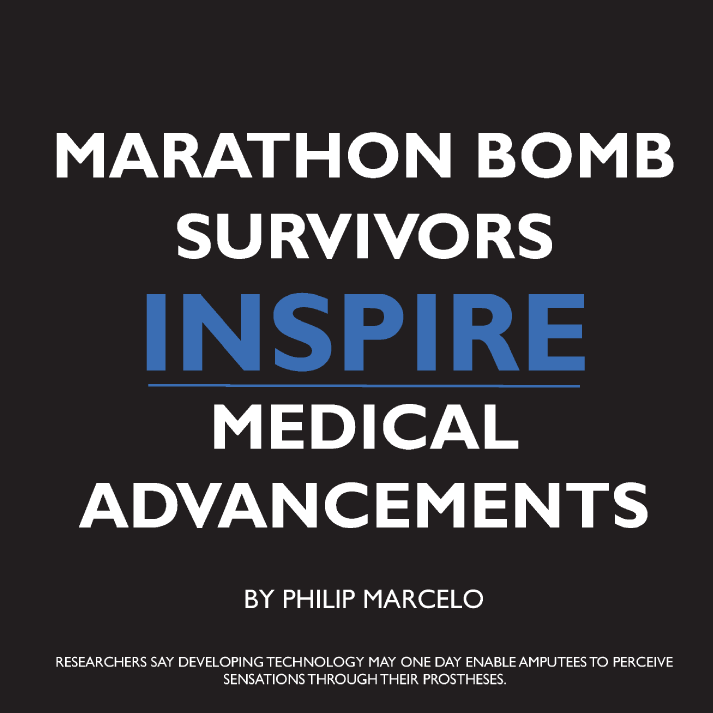 MARATHON BOMB
SURVIVORS
INSPIRE
MEDICAL
ADVANCEMENTS
BY PHILIP MARCELO
RESEARCHERS SAY DEVELOPING TECHNOLOGY MAY ONE DAY ENABLE AMPUTEES TO PERCEIVE
SENSATIONS THROUGH THEIR PROSTHESES.